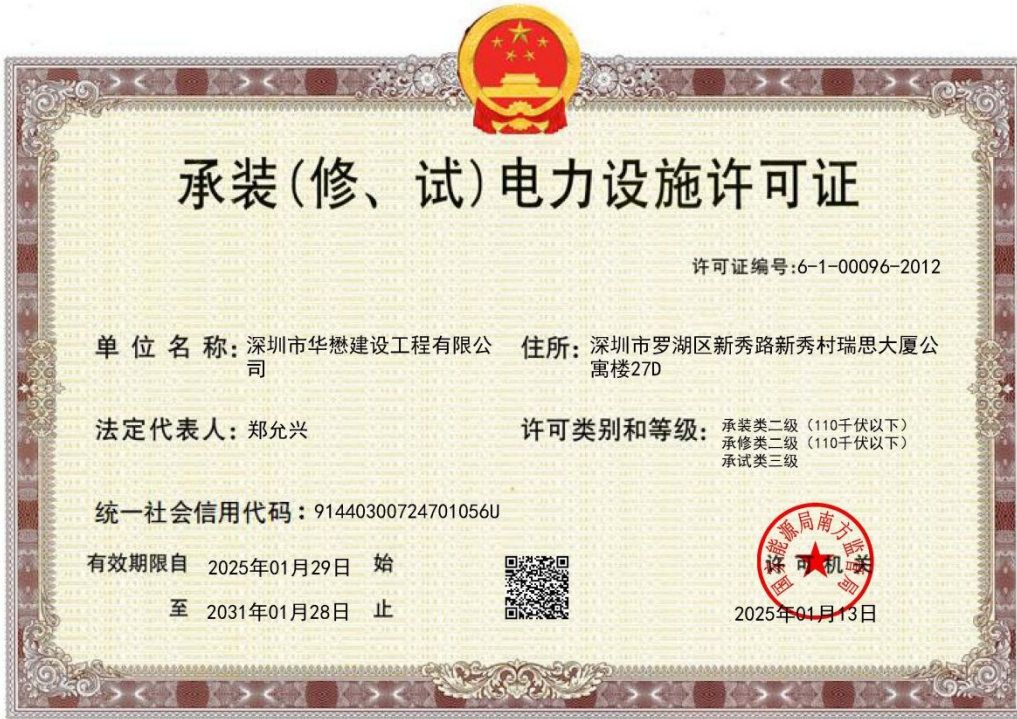 承装(修、试)电力设施许可证
许可证编号:6-1-00096-2012
单位名称: 深圳市华懋建设工程有限公
司
住所: 深圳市罗湖区新秀路新秀村瑞思大厦公
寓楼27D
法定代表人: 郑允兴
许可类别和等级:
承装类二级（110千伏以下）
承修类二级（110千伏以下）
承试类三级
统一社会信用代码: 91440300724701056U
有效期限自 2025年01月29日 始
至 2031年01月28日 止
国家能源局南方监管局
许可机关
2025年01月13日